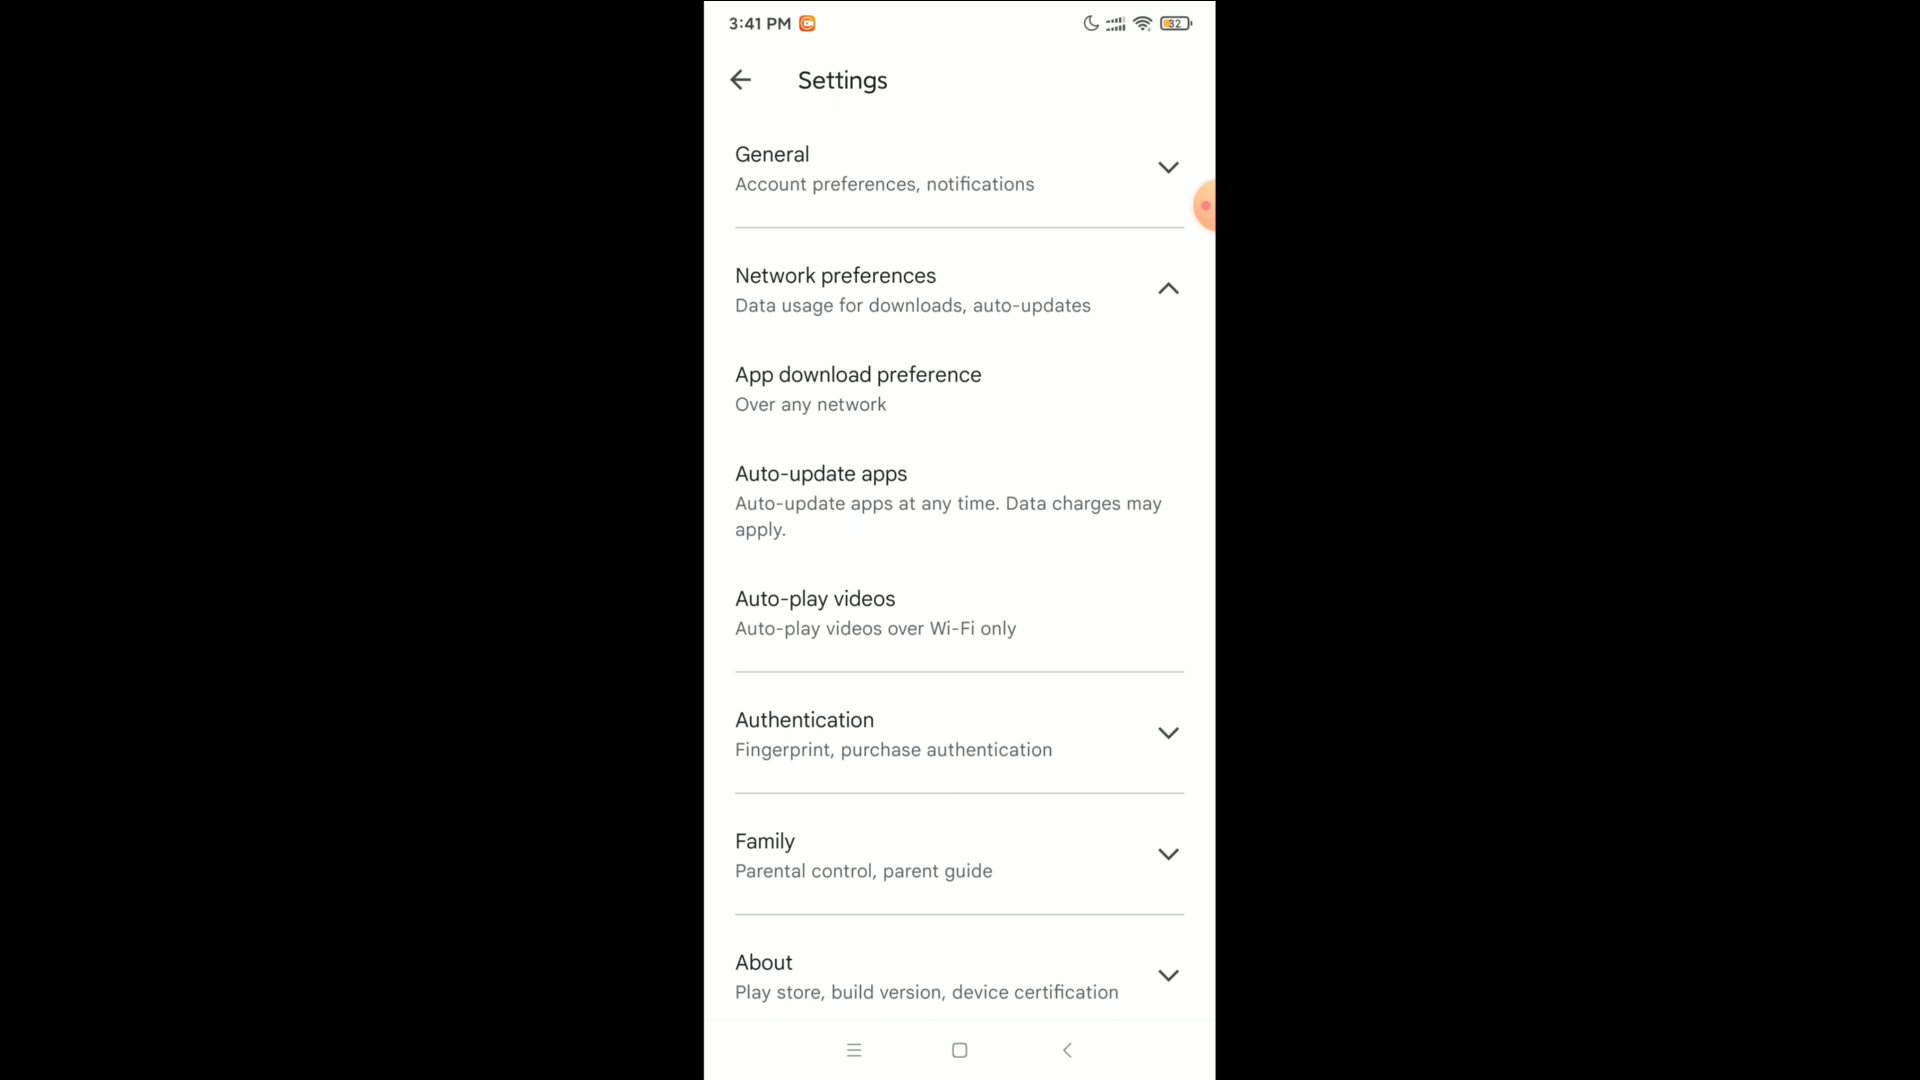 3:41 PM
32
Settings
General
Account preferences, notifications
Network preferences
Data usage for downloads, auto-updates
App download preference
Over any network
Auto-update apps
Auto-update apps at any time. Data charges may
apply.
Auto-play videos
Auto-play videos over Wi-Fi only
Authentication
Fingerprint, purchase authentication
Family
Parental control, parent guide
About
Play store, build version, device certification